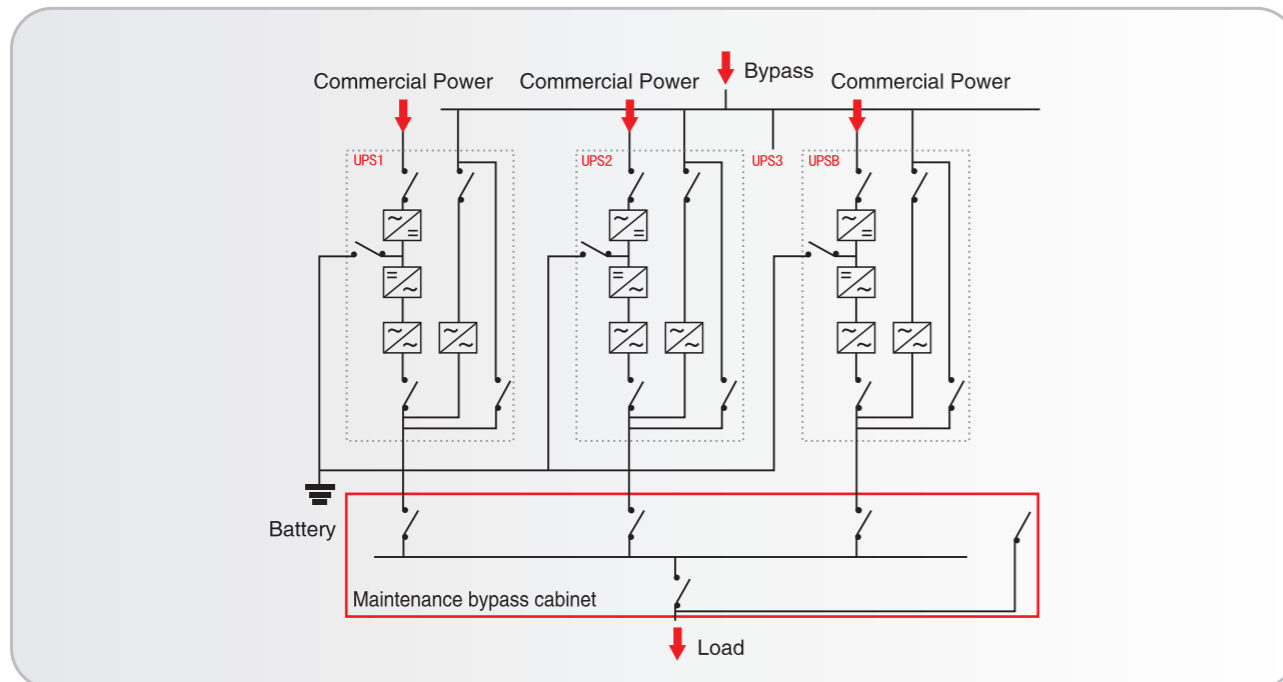 Bypass
Commercial Power
Commercial Power
Commercial Power
UPS1
UPS2
UPS3
UPSB
Battery
Maintenance bypass cabinet
Load